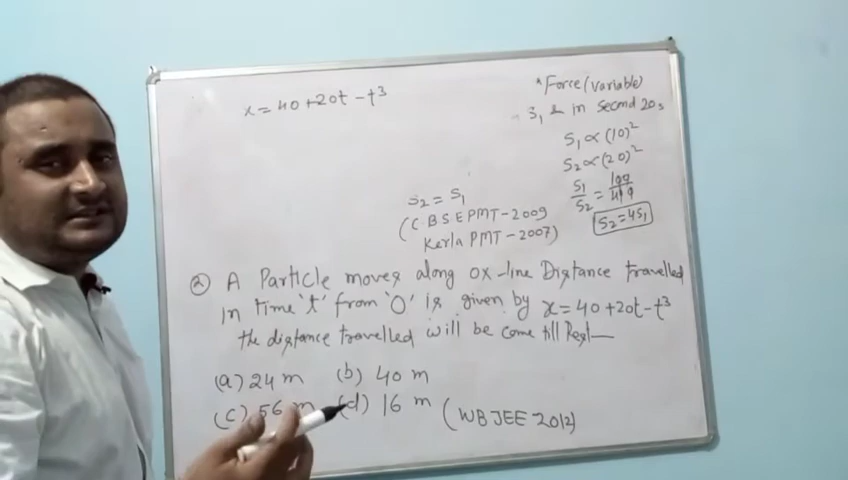 x = 40 + 20t - t³
*Force (variable)
S₁ & in second 20s
S₁ ∝ (10)²
S₂ ∝ (20)²
S₁/S₂ = 100/400
S₂ = 4S₁
S₂ = S₁
(CBSE PMT - 2009
Kerla PMT - 2007)
② A Particle moves along ox-line Distance travelled
in time 't' from 'O' is given by x = 40 + 20t - t³
the distance travelled will be come till Rest —
(a) 24 m (b) 40 m
(c) 56 m (d) 16 m (WBJEE 2012)